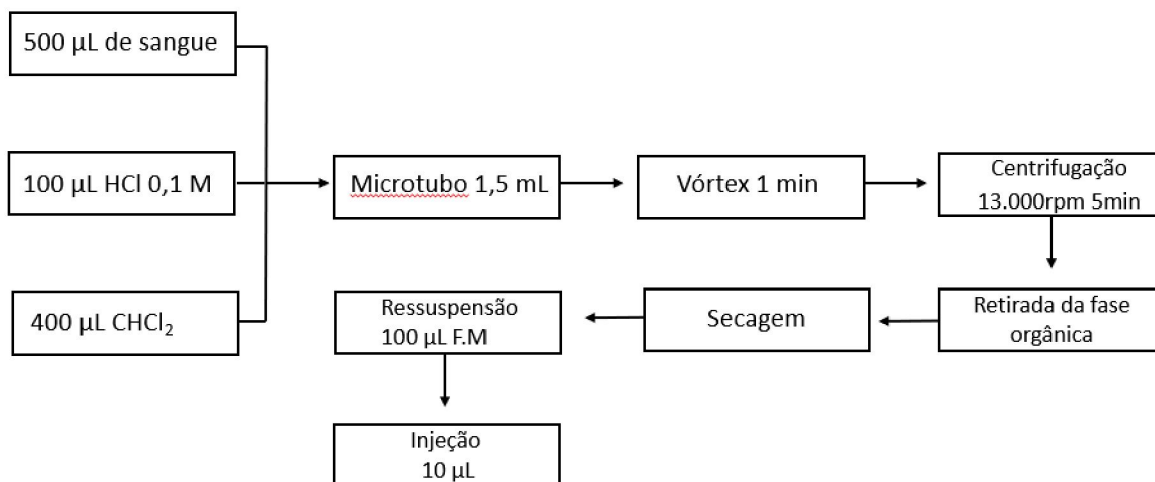 500 µL de sangue
100 µL HCl 0,1 M
400 µL CHCl₂
Microtubo 1,5 mL
Vórtex 1 min
Centrifugação
13.000rpm 5min
Retirada da fase
orgânica
Secagem
Ressuspensão
100 µL F.M
Injeção
10 µL